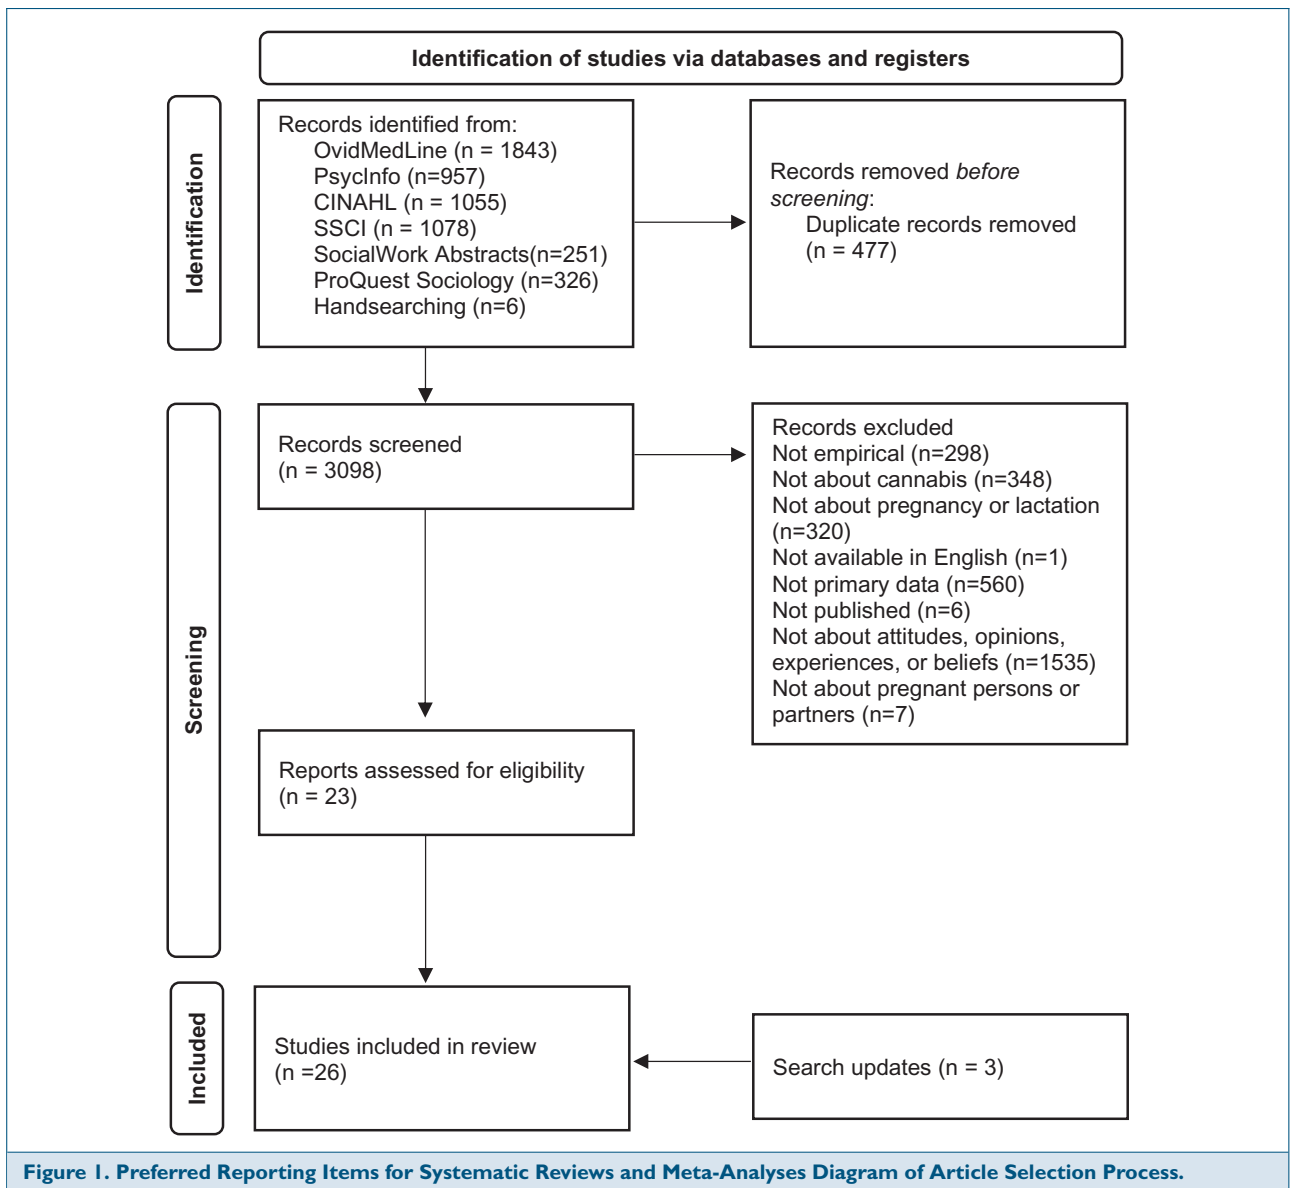 Identification of studies via databases and registers
Identification
Records identified from:
OvidMedLine (n = 1843)
PsycInfo (n=957)
CINAHL (n = 1055)
SSCI (n = 1078)
SocialWork Abstracts(n=251)
ProQuest Sociology (n=326)
Handsearching (n=6)
Records removed before
screening:
Duplicate records removed
(n = 477)
Screening
Records screened
(n = 3098)
Records excluded
Not empirical (n=298)
Not about cannabis (n=348)
Not about pregnancy or lactation
(n=320)
Not available in English (n=1)
Not primary data (n=560)
Not published (n=6)
Not about attitudes, opinions,
experiences, or beliefs (n=1535)
Not about pregnant persons or
partners (n=7)
Reports assessed for eligibility
(n = 23)
Included
Studies included in review
(n =26)
Search updates (n = 3)
Figure 1. Preferred Reporting Items for Systematic Reviews and Meta-Analyses Diagram of Article Selection Process.